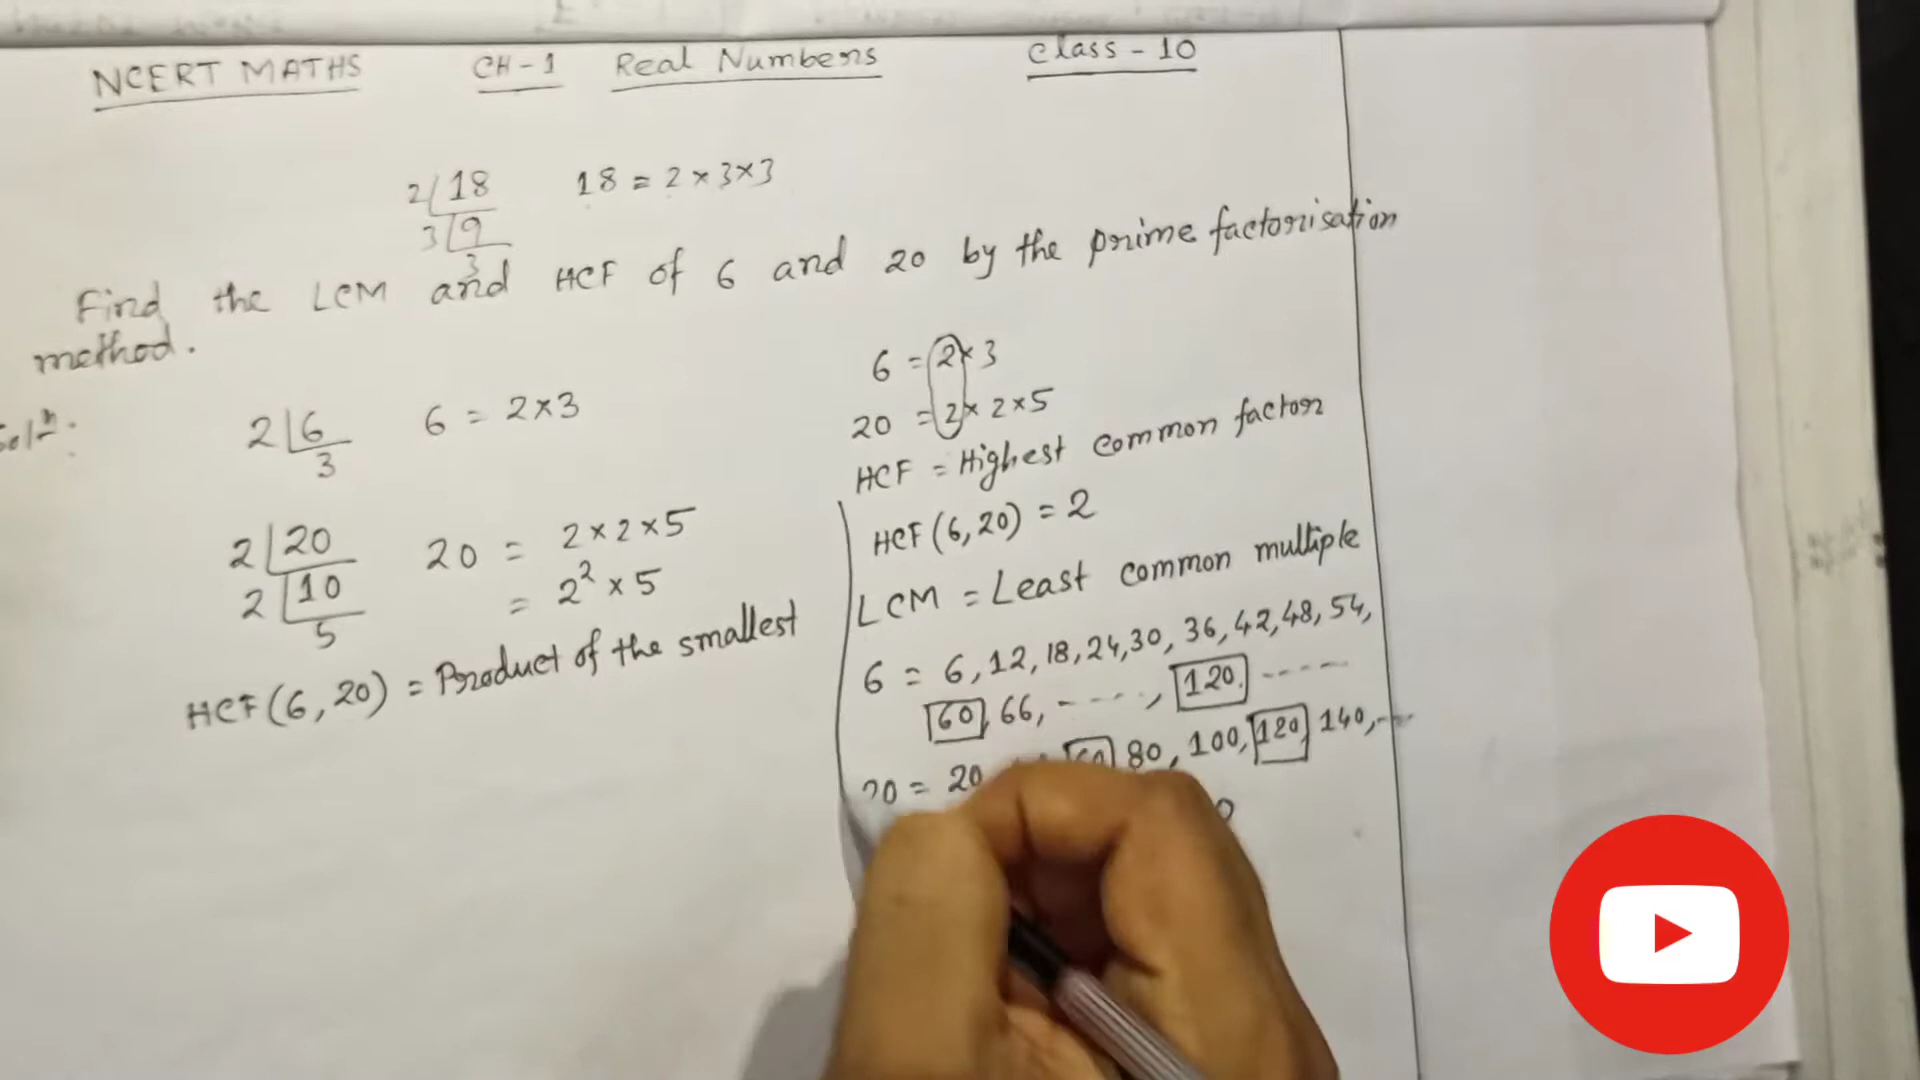 NCERT MATHS CH-1 Real Numbers Class-10
2 18 18 = 2×3×3
3 9
3
Find the LCM and HCF of 6 and 20 by the prime factorisation
method.
Solⁿ:
2 6 6 = 2×3
3
2 20 20 = 2×2×5
2 10 = 2²×5
5
HCF(6,20) = Product of the smallest
6 = 2×3
20 = 2×2×5
HCF = Highest common factor
HCF(6,20) = 2
LCM = Least common multiple
6 = 6,12,18,24,30,36,42,48,54,
60,66,-----,120,-----
20 = 20 60 80, 100, 120, 140,--